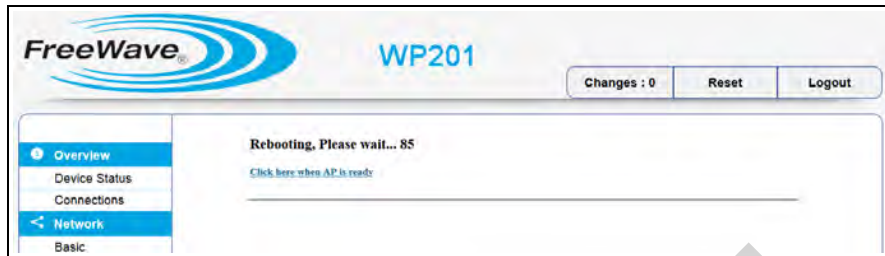 FreeWave®
WP201
Changes : 0
Reset
Logout
Overview
Device Status
Connections
Network
Basic
Rebooting, Please wait... 85
Click here when AP is ready